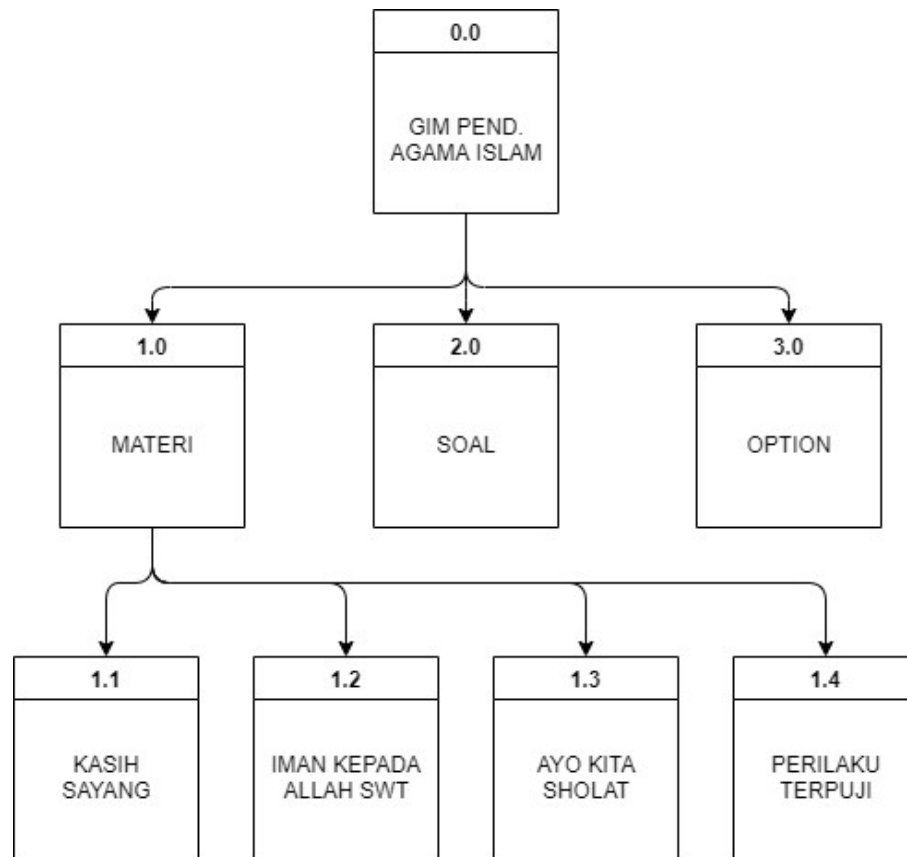 0.0
GIM PEND.
AGAMA ISLAM
1.0
MATERI
2.0
SOAL
3.0
OPTION
1.1
KASIH
SAYANG
1.2
IMAN KEPADA
ALLAH SWT
1.3
AYO KITA
SHOLAT
1.4
PERILAKU
TERPUJI